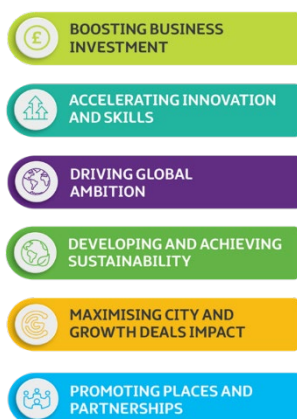 £
BOOSTING BUSINESS
INVESTMENT
ACCELERATING INNOVATION
AND SKILLS
DRIVING GLOBAL
AMBITION
DEVELOPING AND ACHIEVING
SUSTAINABILITY
MAXIMISING CITY AND
GROWTH DEALS IMPACT
PROMOTING PLACES AND
PARTNERSHIPS